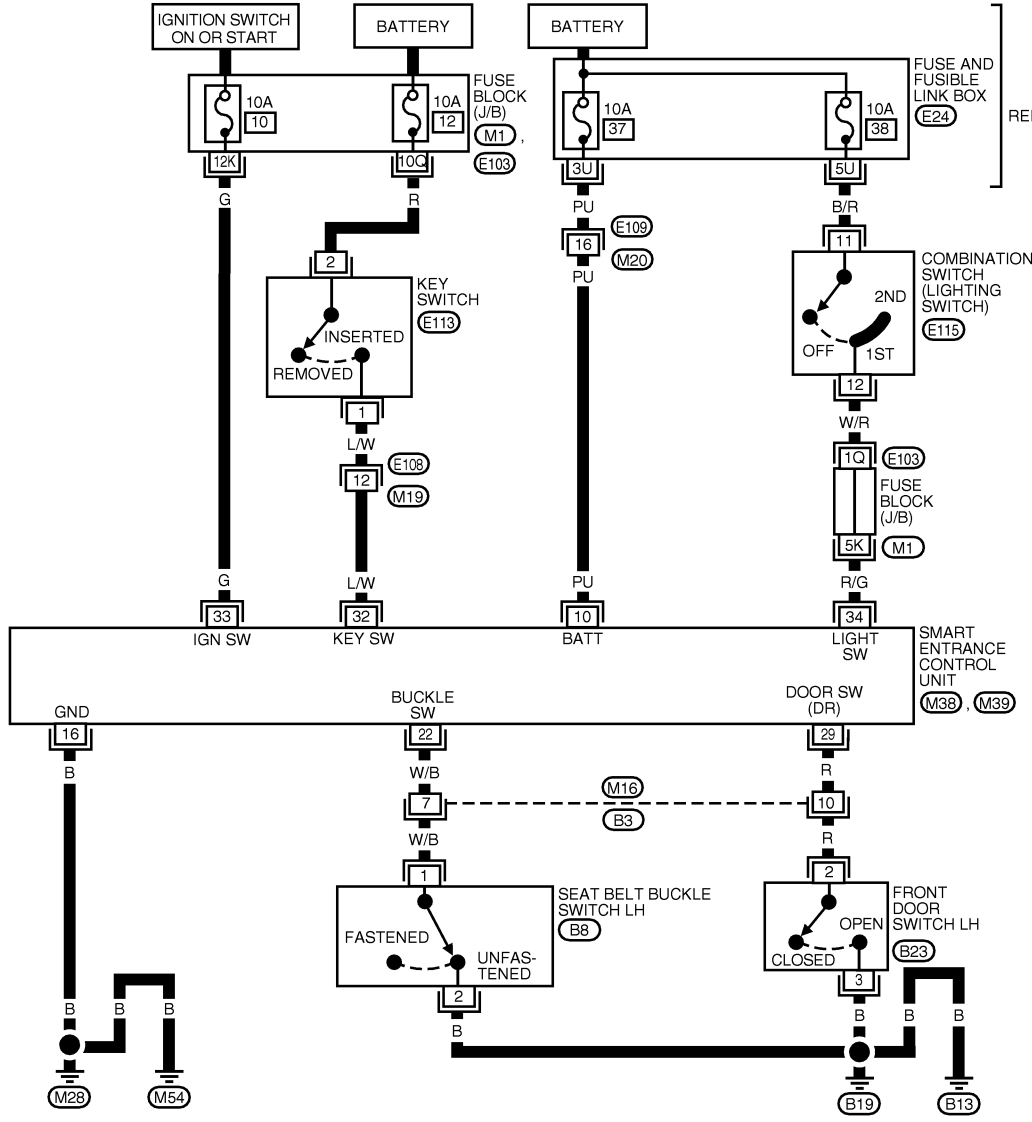 IGNITION SWITCH
ON OR START
BATTERY
BATTERY
10A
10
10A
12
FUSE
BLOCK
(J/B)
M1 ,
E103
10A
37
10A
38
FUSE AND
FUSIBLE
LINK BOX
E24
REI
12K
10Q
3U
5U
G
R
PU
B/R
16
E109
M20
11
2
PU
KEY
SWITCH
E113
INSERTED
REMOVED
COMBINATION
SWITCH
(LIGHTING
SWITCH)
E115
2ND
OFF
1ST
1
12
L/W
W/R
12
E108
M19
1Q
E103
FUSE
BLOCK
(J/B)
5K
M1
G
L/W
PU
R/G
33
32
10
34
IGN SW
KEY SW
BATT
LIGHT
SW
SMART
ENTRANCE
CONTROL
UNIT
M38 , M39
GND
BUCKLE
SW
DOOR SW
(DR)
16
22
29
B
W/B
R
7
M16
B3
10
W/B
R
1
2
SEAT BELT BUCKLE
SWITCH LH
B8
FASTENED
UNFAS-
TENED
FRONT
DOOR
SWITCH LH
B23
OPEN
CLOSED
2
3
B
B
B
B
B
B
B
M28
M54
B19
B13